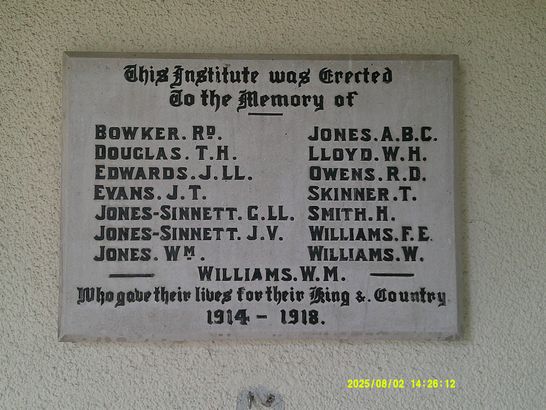 This Institute was Erected
To the Memory of
BOWKER. RD.
DOUGLAS. T.H.
EDWARDS. J. LL.
EVANS. J.T.
JONES-SINNETT. C. LL.
JONES-SINNETT. J.V.
JONES. WM.
JONES. A.B.C.
LLOYD. W.H.
OWENS. R.D.
SKINNER. T.
SMITH. H.
WILLIAMS. F.E.
WILLIAMS. W.
WILLIAMS. W.M.
Who gave their lives for their King & Country
1914 - 1918.
2025/08/02 14:26:12